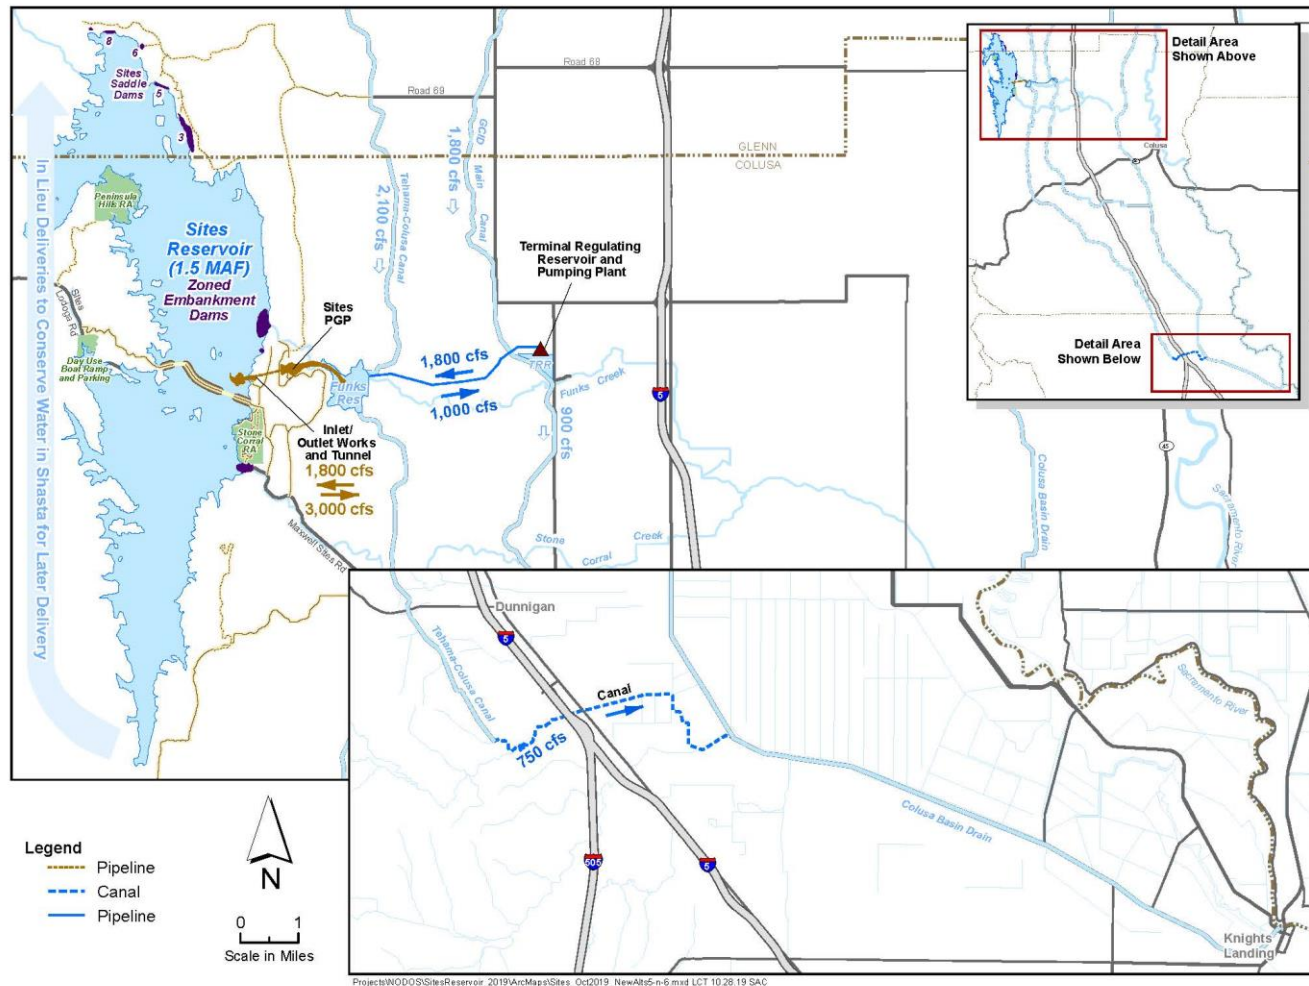 8
6
Sites
Saddle
Dams
5
3
Road 68
Road 69
GLENN
COLUSA
In Lieu Deliveries to Conserve Water in Shasta for Later Delivery
Peninsula
Hills RA
Sites
Reservoir
(1.5 MAF)
Zoned
Embankment
Dams
Tehama-Colusa Canal
2100 cfs
GCID Main Canal
1,800 cfs
Terminal Regulating
Reservoir and
Pumping Plant
Sites
Lodoga Rd
Day Use
Boat Ramp
and Parking
Sites
PGP
Funks
Res
1,800 cfs
1,000 cfs
TRR
Funks Creek
900 cfs
5
Stone
Corral
RA
Inlet/
Outlet Works
and Tunnel
1,800 cfs
3,000 cfs
Maxwell Sites Rd
Stone Corral Creek
Detail Area
Shown Above
Colusa
Detail Area
Shown Below
45
Colusa Basin Drain
Sacramento River
Dunnigan
5
Tehama-Colusa Canal
Canal
750 cfs
Sacramento River
Colusa Basin Drain
505
5
Knights
Landing
Legend
Pipeline
Canal
Pipeline
N
0 1
Scale in Miles
Projects\NODOS\SitesReservoir_2019\ArcMaps\Sites_Oct2019_NewAlts5-n-6.mxd LCT 10.28.19 SAC